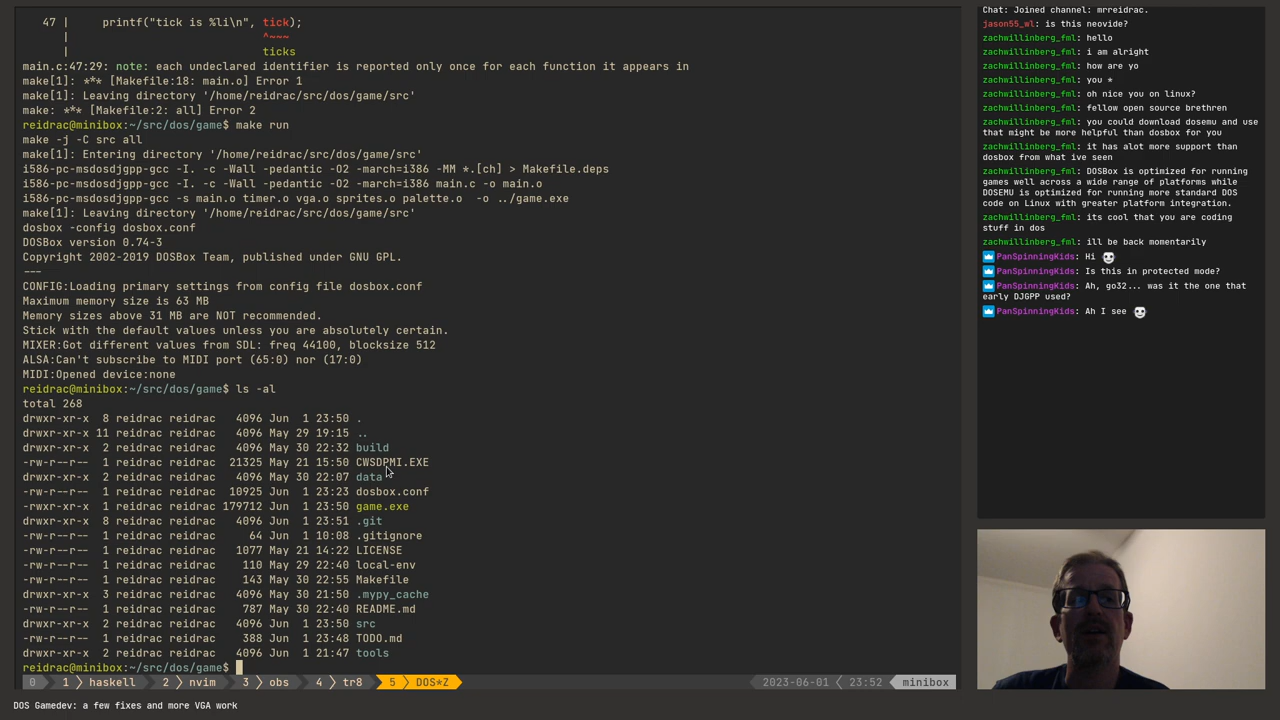 47 |     printf("tick is %li\n", tick);
|                             ^~~~
|                             ticks
main.c:47:29: note: each undeclared identifier is reported only once for each function it appears in
make[1]: *** [Makefile:18: main.o] Error 1
make[1]: Leaving directory '/home/reidrac/src/dos/game/src'
make: *** [Makefile:2: all] Error 2
reidrac@minibox:~/src/dos/game$ make run
make -j -C src all
make[1]: Entering directory '/home/reidrac/src/dos/game/src'
i586-pc-msdosdjgpp-gcc -I. -c -Wall -pedantic -O2 -march=i386 -MM *.[ch] > Makefile.deps
i586-pc-msdosdjgpp-gcc -I. -c -Wall -pedantic -O2 -march=i386 main.c -o main.o
i586-pc-msdosdjgpp-gcc -s main.o timer.o vga.o sprites.o palette.o  -o ../game.exe
make[1]: Leaving directory '/home/reidrac/src/dos/game/src'
dosbox -config dosbox.conf
DOSBox version 0.74-3
Copyright 2002-2019 DOSBox Team, published under GNU GPL.
---
CONFIG:Loading primary settings from config file dosbox.conf
Maximum memory size is 63 MB
Memory sizes above 31 MB are NOT recommended.
Stick with the default values unless you are absolutely certain.
MIXER:Got different values from SDL: freq 44100, blocksize 512
ALSA:Can't subscribe to MIDI port (65:0) nor (17:0)
MIDI:Opened device:none
reidrac@minibox:~/src/dos/game$ ls -al
total 268
drwxr-xr-x  8 reidrac reidrac   4096 Jun  1 23:50 .
drwxr-xr-x 11 reidrac reidrac   4096 May 29 19:15 ..
drwxr-xr-x  2 reidrac reidrac   4096 May 30 22:32 build
-rw-r--r--  1 reidrac reidrac  21325 May 21 15:50 CWSDPMI.EXE
drwxr-xr-x  2 reidrac reidrac   4096 May 30 22:07 data
-rw-r--r--  1 reidrac reidrac  10925 Jun  1 23:23 dosbox.conf
-rwxr-xr-x  1 reidrac reidrac 179712 Jun  1 23:50 game.exe
drwxr-xr-x  8 reidrac reidrac   4096 Jun  1 23:51 .git
-rw-r--r--  1 reidrac reidrac     64 Jun  1 10:08 .gitignore
-rw-r--r--  1 reidrac reidrac   1077 May 21 14:22 LICENSE
-rw-r--r--  1 reidrac reidrac    110 May 29 22:40 local-env
-rw-r--r--  1 reidrac reidrac    143 May 30 22:55 Makefile
drwxr-xr-x  3 reidrac reidrac   4096 May 30 21:50 .mypy_cache
-rw-r--r--  1 reidrac reidrac    787 May 30 22:40 README.md
drwxr-xr-x  2 reidrac reidrac   4096 Jun  1 23:50 src
-rw-r--r--  1 reidrac reidrac    388 Jun  1 23:48 TODO.md
drwxr-xr-x  2 reidrac reidrac   4096 Jun  1 21:47 tools
reidrac@minibox:~/src/dos/game$
0 1 haskell 2 nvim 3 obs 4 tr8 5 DOS*Z 2023-06-01 23:52 minibox
DOS Gamedev: a few fixes and more VGA work
Chat: Joined channel: mrreidrac.
jason55_wl: is this neovide?
zachwillinberg_fml: hello
zachwillinberg_fml: i am alright
zachwillinberg_fml: how are yo
zachwillinberg_fml: you *
zachwillinberg_fml: oh nice you on linux?
zachwillinberg_fml: fellow open source brethren
zachwillinberg_fml: you could download dosemu and use
that might be more helpful than dosbox for you
zachwillinberg_fml: it has alot more support than
dosbox from what ive seen
zachwillinberg_fml: DOSBox is optimized for running
games well across a wide range of platforms while
DOSEMU is optimized for running more standard DOS
code on Linux with greater platform integration.
zachwillinberg_fml: its cool that you are coding
stuff in dos
zachwillinberg_fml: ill be back momentarily
PanSpinningKids: Hi
PanSpinningKids: Is this in protected mode?
PanSpinningKids: Ah, go32... was it the one that
early DJGPP used?
PanSpinningKids: Ah I see